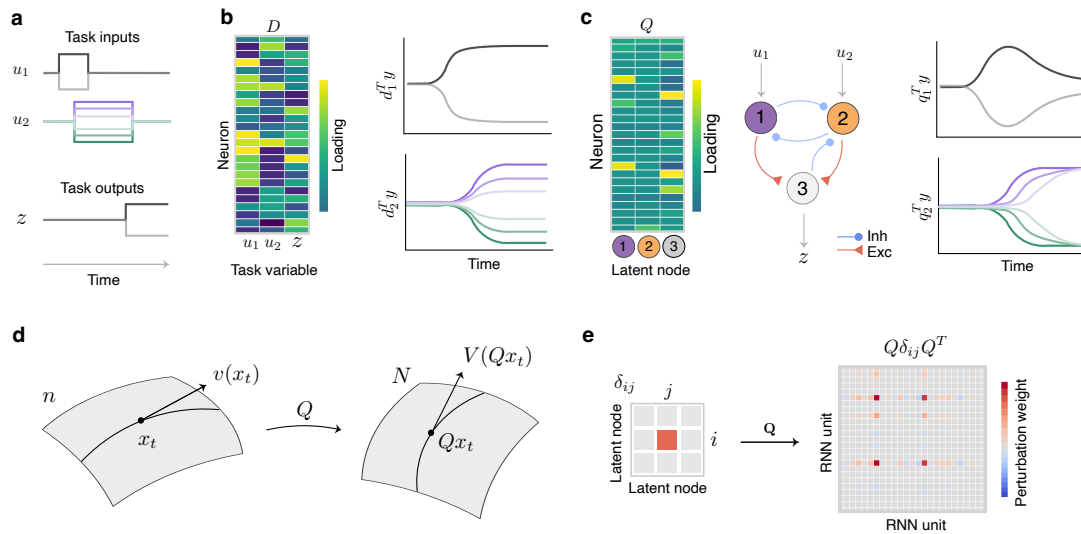 a
Task inputs
u₁
u₂
Task outputs
z
Time
b
D
Neuron
Loading
u₁ u₂ z
Task variable
d₁ᵀ y
d₂ᵀ y
Time
c
Q
Neuron
Loading
1 2 3
Latent node
u₁ u₂
1 2
3
z
Inh
Exc
q₁ᵀ y
q₂ᵀ y
Time
d
n
v(xₜ)
xₜ
Q
N
V(Qxₜ)
Qxₜ
e
δᵢⱼ
j
i
Latent node
Latent node
Q
QδᵢⱼQᵀ
RNN unit
RNN unit
Perturbation weight